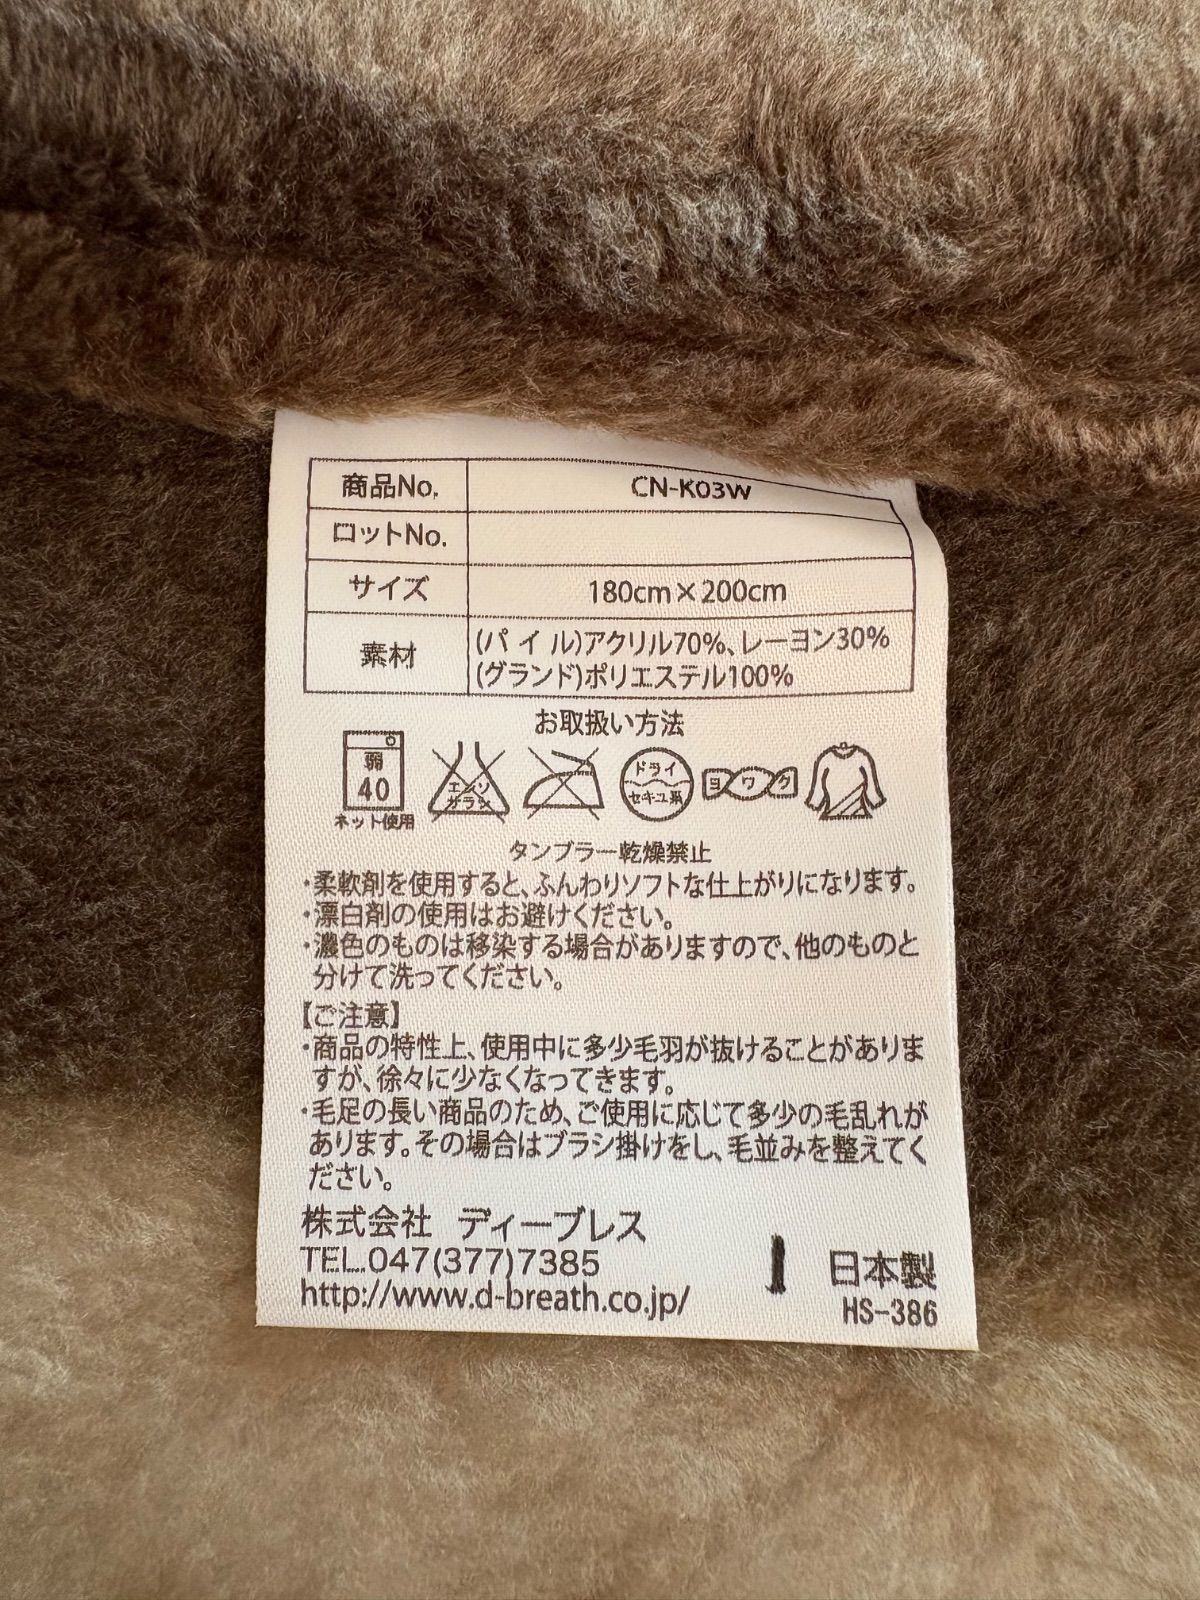 商品No. CN-K03W
ロットNo.
サイズ 180cm×200cm
素材 (パイル)アクリル70%、レーヨン30%
(グランド)ポリエステル100%
お取扱い方法
弱
40
ネット使用
エンソ
サラシ
ドライ
セキユ系
ヨワク
タンブラー乾燥禁止
・柔軟剤を使用すると、ふんわりソフトな仕上がりになります。
・漂白剤の使用はお避けください。
・濃色のものは移染する場合がありますので、他のものと
分けて洗ってください。
【ご注意】
・商品の特性上、使用中に多少毛羽が抜けることがありま
すが、徐々に少なくなってきます。
・毛足の長い商品のため、ご使用に応じて多少の毛乱れが
あります。その場合はブラシ掛けをし、毛並みを整えてく
ださい。
株式会社 ディーブレス
TEL.047(377)7385
http://www.d-breath.co.jp/
日本製
HS-386